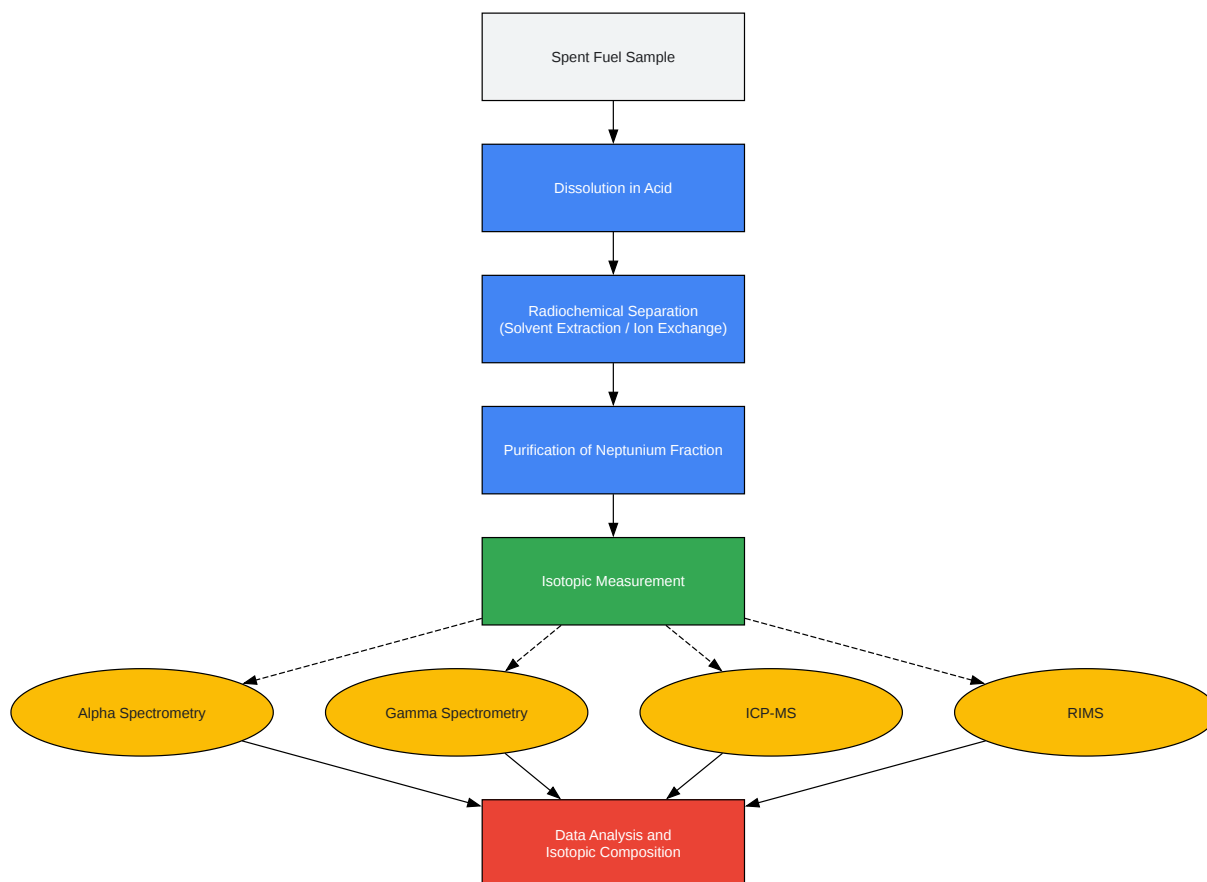 Spent Fuel Sample
Dissolution in Acid
Radiochemical Separation
(Solvent Extraction / Ion Exchange)
Purification of Neptunium Fraction
Isotopic Measurement
Alpha Spectrometry
Gamma Spectrometry
ICP-MS
RIMS
Data Analysis and
Isotopic Composition